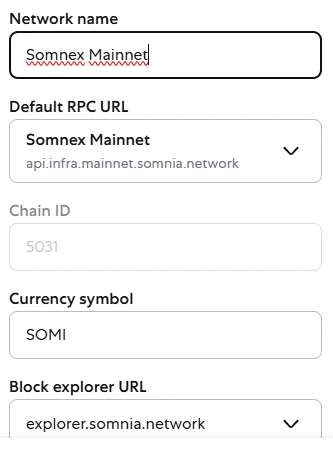 Network name
Somnex Mainnet
Default RPC URL
Somnex Mainnet
api.infra.mainnet.somnia.network
Chain ID
5031
Currency symbol
SOMI
Block explorer URL
explorer.somnia.network